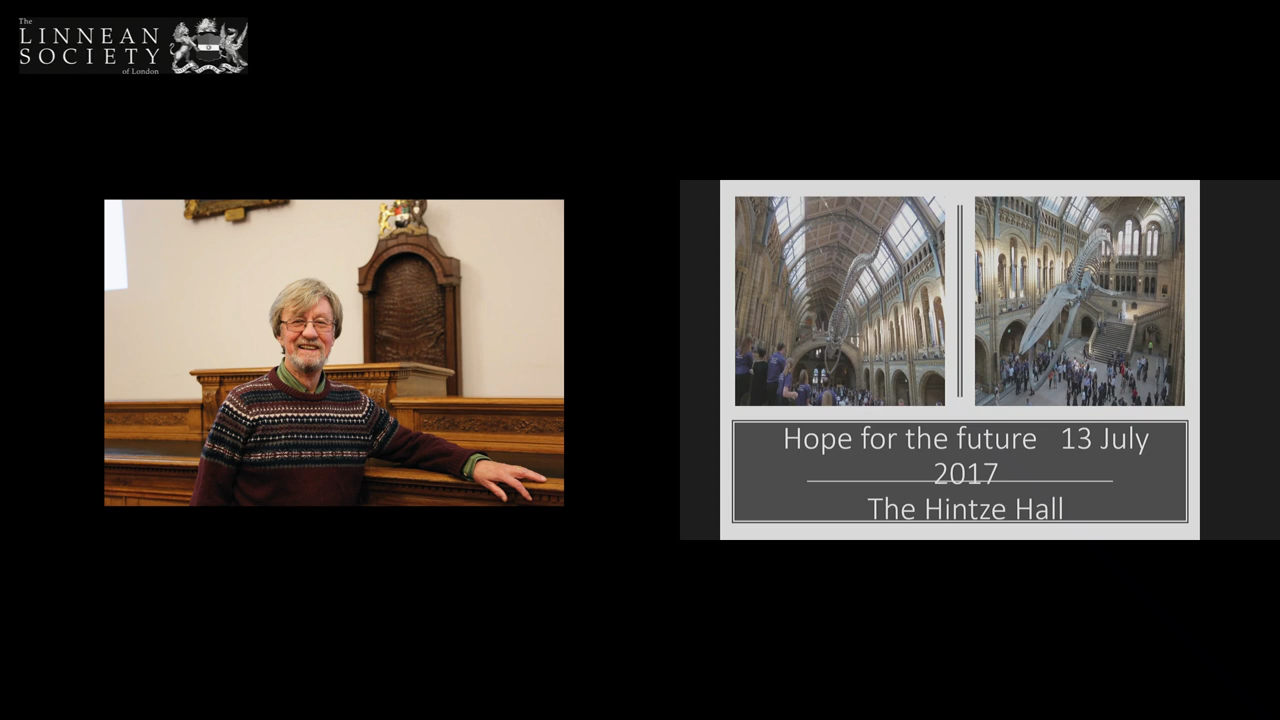 The
LINNEAN
SOCIETY
of London
Hope for the future 13 July
2017
The Hintze Hall